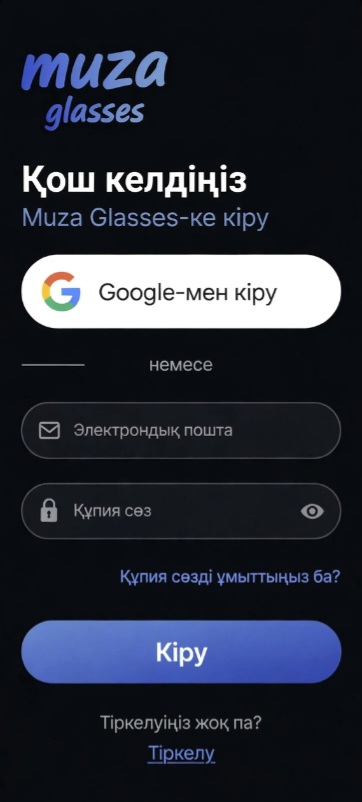 muza
glasses
Қош келдіңіз
Muza Glasses-ке кіру
Google-мен кіру
немесе
Электрондық пошта
Құпия сөз
Құпия сөзді ұмыттыңыз ба?
Кіру
Тіркелуіңіз жоқ па?
Тіркелу